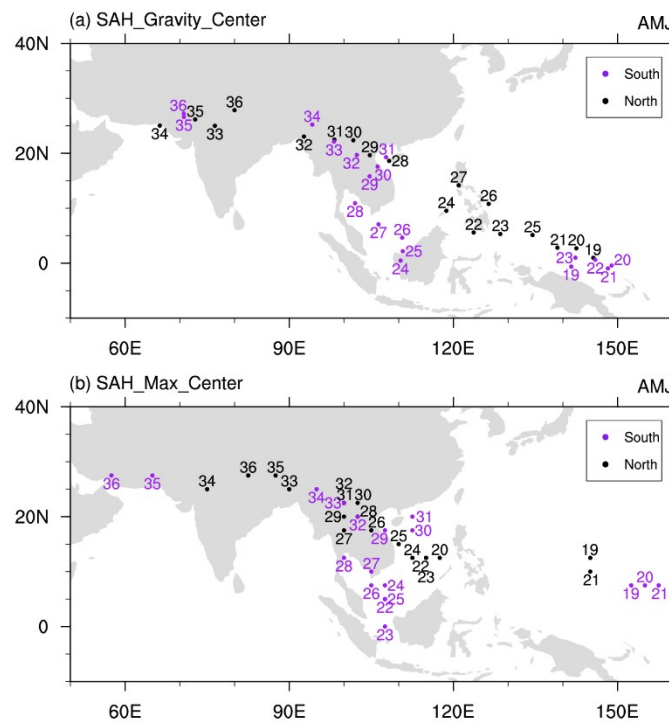 (a) SAH_Gravity_Center AMJ
40N
South
North
36
36 35 34
35
34 33 31 30
32 33 29 31
20N
32 28
30
29
27
28 24 26
27 26 22 23 25
25 21 20
19
0 24 23 22 20
19 21
60E 90E 120E 150E
(b) SAH_Max_Center AMJ
40N
South
North
36 35
34 33 32
36 35 34 33 31 30
28 31
20N 29 32 26
27 29 25 30
24 20 19
28 27 22
23 21
26 24
25 19 20 21
22
0 23
60E 90E 120E 150E